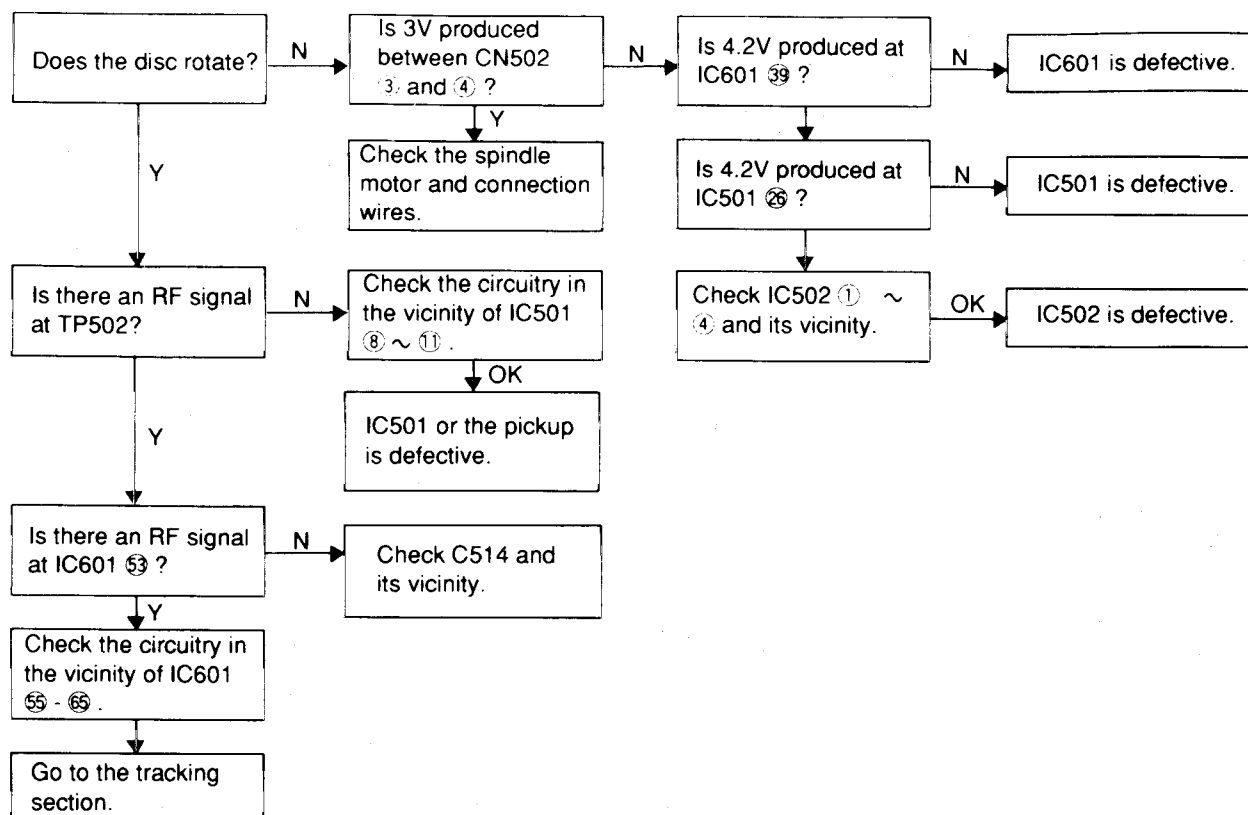 Does the disc rotate?
N
Is 3V produced
between CN502
③ and ④ ?
N
Is 4.2V produced at
IC601 ㊴ ?
N
IC601 is defective.
Y
Y
Check the spindle
motor and connection
wires.
Is 4.2V produced at
IC501 ㉖ ?
N
IC501 is defective.
Is there an RF signal
at TP502?
N
Check the circuitry in
the vicinity of IC501
⑧ ~ ⑪ .
Check IC502 ① ~
④ and its vicinity.
OK
IC502 is defective.
OK
Y
IC501 or the pickup
is defective.
Is there an RF signal
at IC601 53 ?
N
Check C514 and
its vicinity.
Y
Check the circuitry in
the vicinity of IC601
55 - 65 .
Go to the tracking
section.